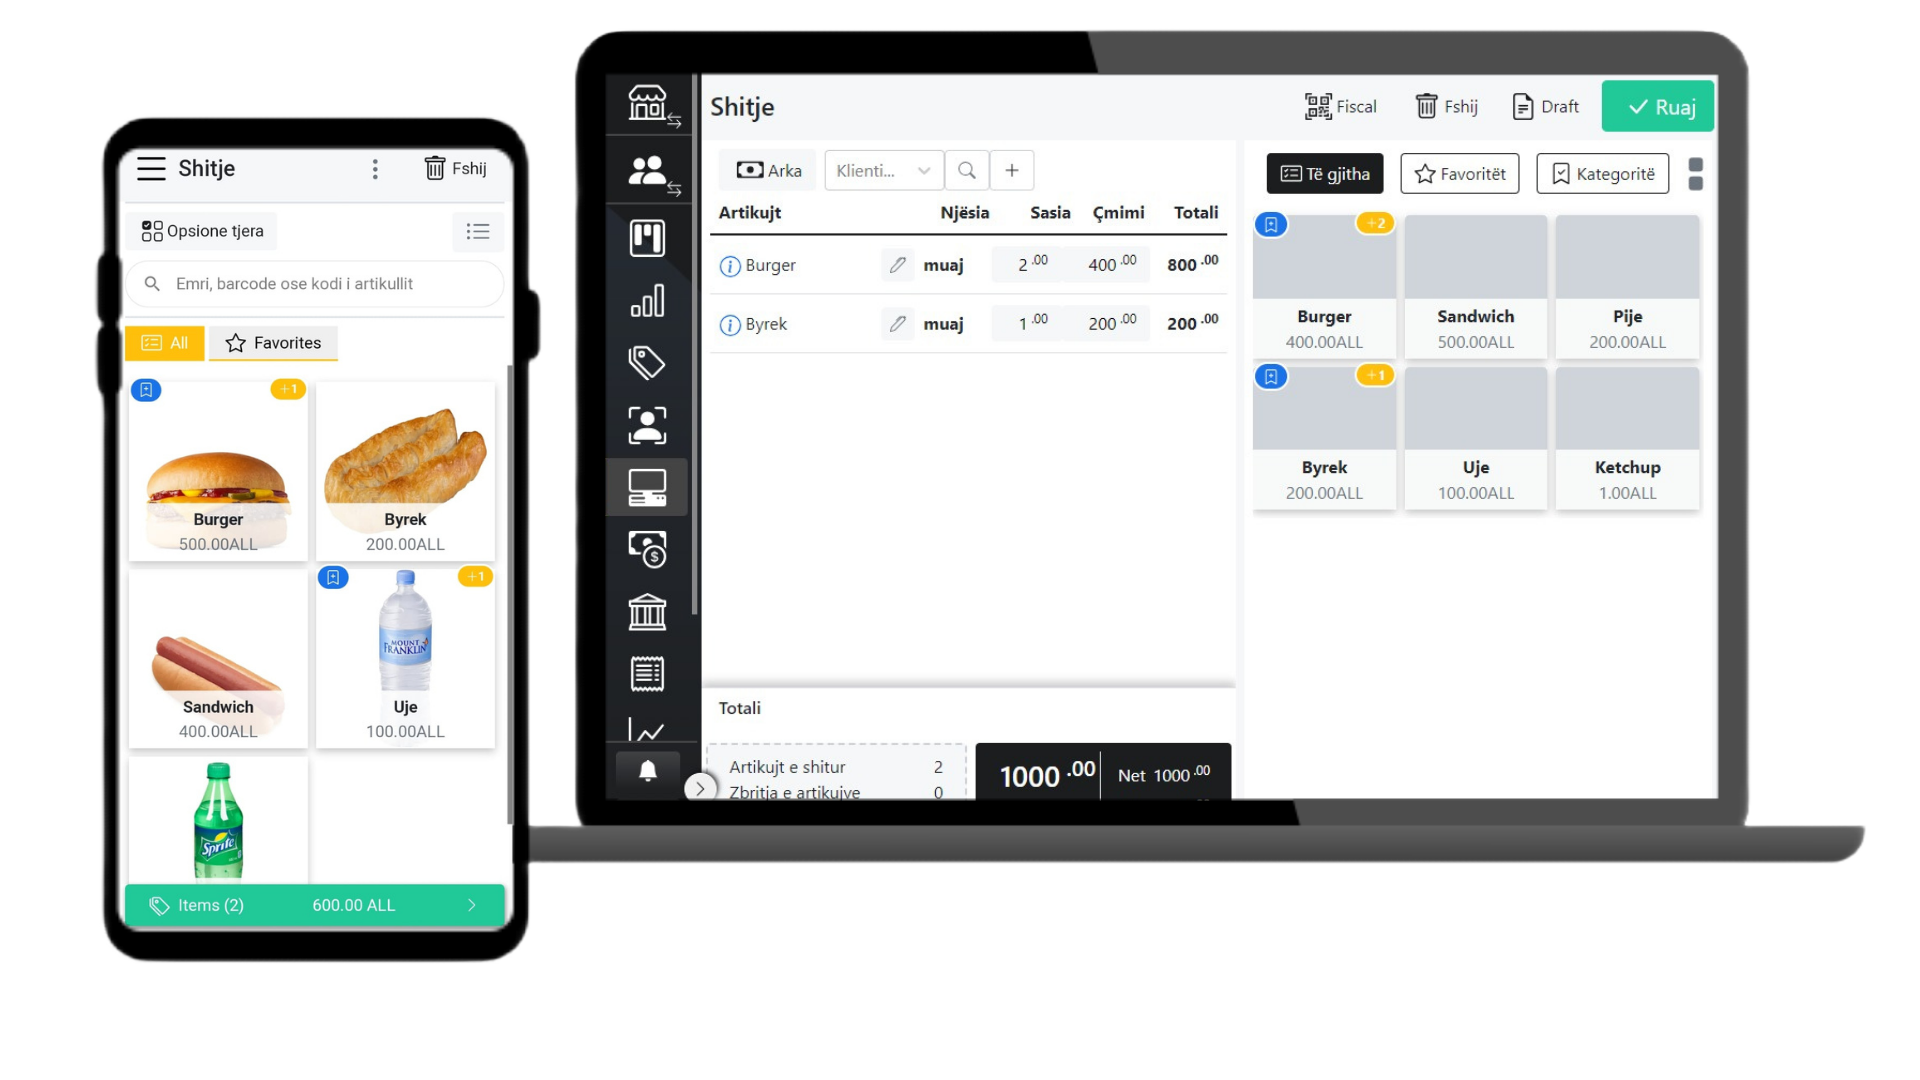 Shitje
Fshij
Opsione tjera
Emri, barcode ose kodi i artikullit
All
Favorites
+1
Burger
500.00ALL
Byrek
200.00ALL
Sandwich
400.00ALL
+1
MOUNT
FRANKLIN
Uje
100.00ALL
Sprite
Items (2)
600.00 ALL
Shitje
Fiscal
Fshij
Draft
Ruaj
Arka
Klienti...
Artikujt Njësia Sasia Çmimi Totali
Burger muaj 2.00 400.00 800.00
Byrek muaj 1.00 200.00 200.00
Totali
Artikujt e shitur 2
Zbritja e artikujve 0
1000.00
Net 1000.00
Të gjitha
Favoritët
Kategoritë
+2
Burger
400.00ALL
Sandwich
500.00ALL
Pije
200.00ALL
+1
Byrek
200.00ALL
Uje
100.00ALL
Ketchup
1.00ALL